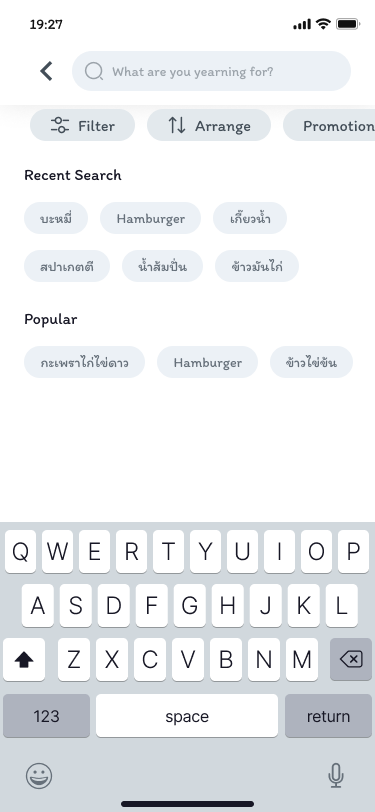 19:27
What are you yearning for?
Filter Arrange Promotion
Recent Search
บะหมี่ Hamburger เกี๊ยวน้ำ
สปาเกตตี น้ำส้มปั่น ข้าวมันไก่
Popular
กะเพราไก่ไข่ดาว Hamburger ข้าวไข่ข้น
Q W E R T Y U I O P
A S D F G H J K L
Z X C V B N M
123 space return